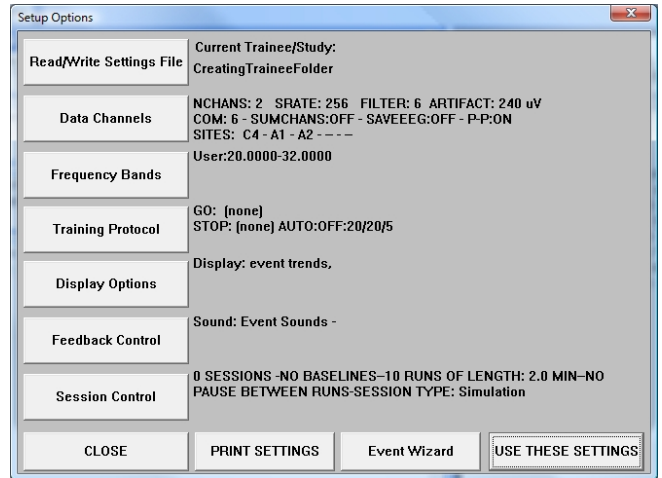 Setup Options
Read/Write Settings File
Current Trainee/Study:
CreatingTraineeFolder
Data Channels
NCHANS: 2 SRATE: 256 FILTER: 6 ARTIFACT: 240 uV
COM: 6 - SUMCHANS:OFF - SAVEEEG:OFF - P-P:ON
SITES: C4 - A1 - A2 - -- - --
Frequency Bands
User:20.0000-32.0000
Training Protocol
GO: (none)
STOP: (none) AUTO:OFF:20/20/5
Display Options
Display: event trends,
Feedback Control
Sound: Event Sounds -
Session Control
0 SESSIONS -NO BASELINES--10 RUNS OF LENGTH: 2.0 MIN--NO
PAUSE BETWEEN RUNS-SESSION TYPE: Simulation
CLOSE
PRINT SETTINGS
Event Wizard
USE THESE SETTINGS